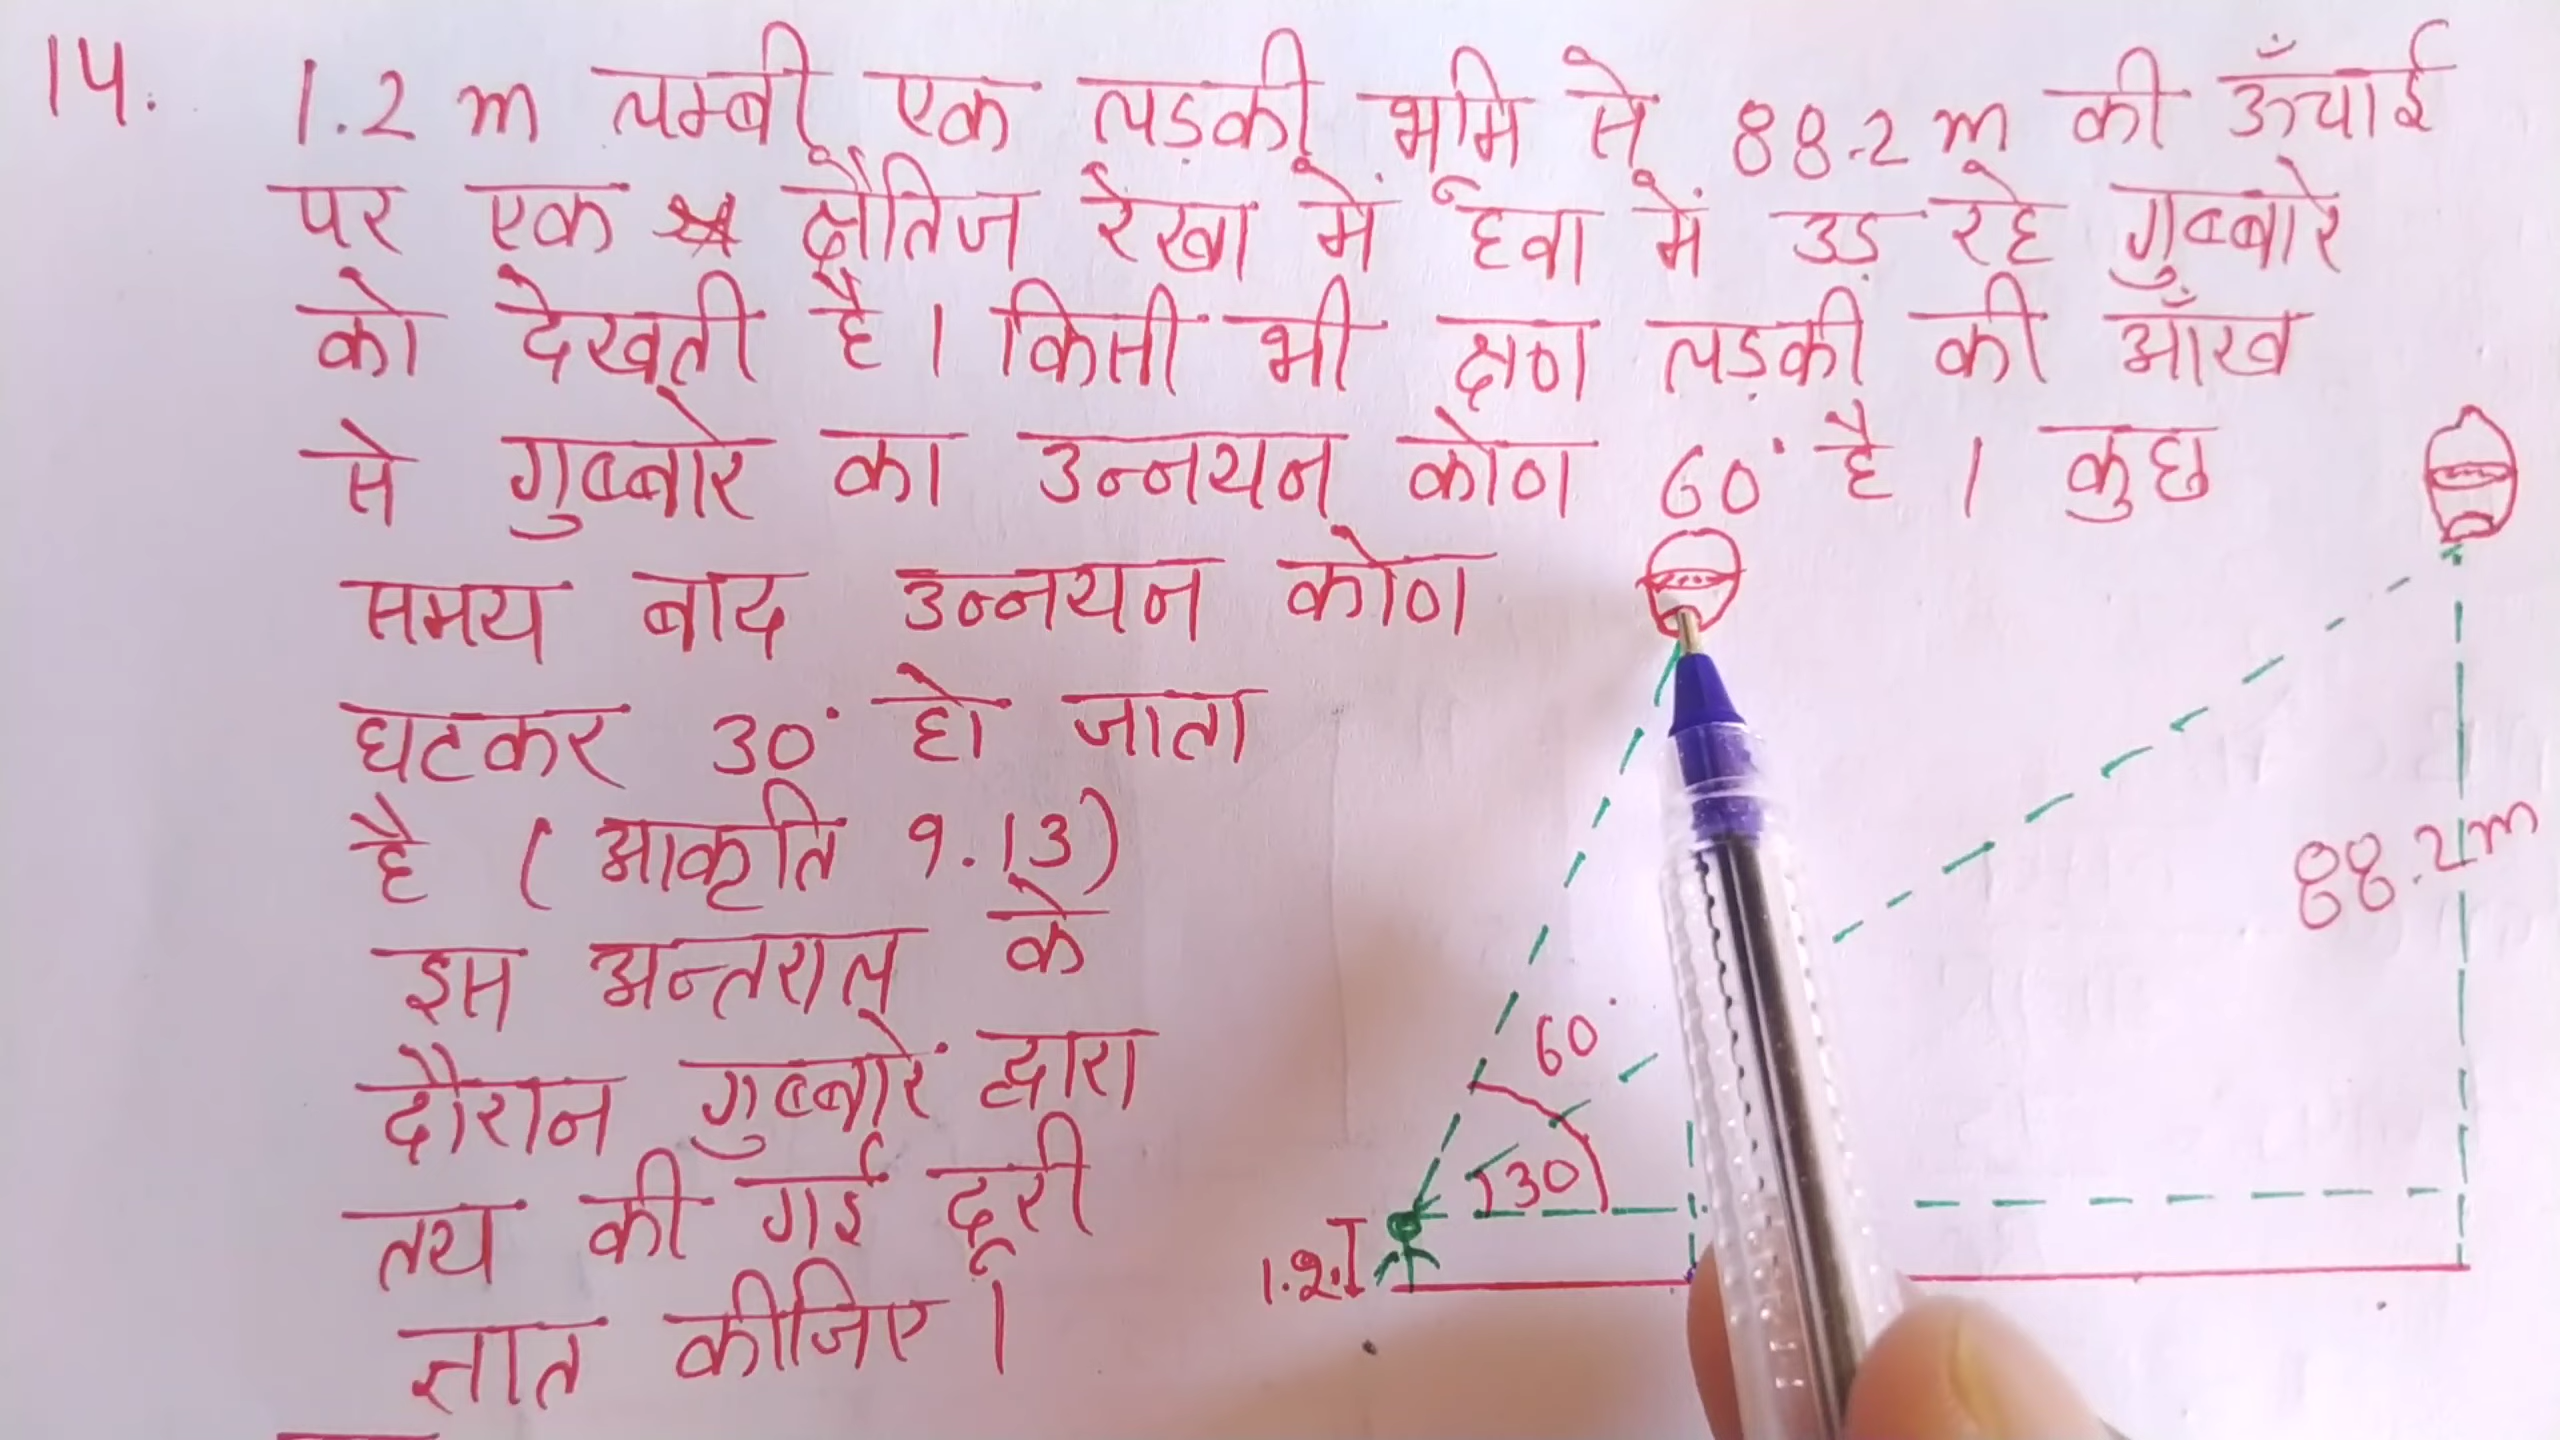 14. 1.2 m लम्बी एक लड़की भूमि से 88.2 m की ऊँचाई
पर एक क्षैतिज रेखा में हवा में उड़ रहे गुब्बारे
को देखती है। किसी भी क्षण लड़की की आँख
से गुब्बारे का उन्नयन कोण 60° है। कुछ
समय बाद उन्नयन कोण
घटकर 30° हो जाता
है (आकृति 9.13)
इस अन्तराल के
दौरान गुब्बारे द्वारा
तय की गई दूरी
ज्ञात कीजिए।
88.2m
60°
30
1.2